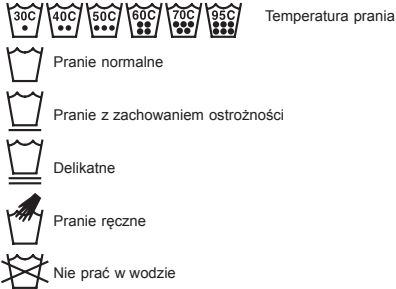 30C 40C 50C 60C 70C 95C Temperatura prania
Pranie normalne
Pranie z zachowaniem ostrożności
Delikatne
Pranie ręczne
Nie prać w wodzie